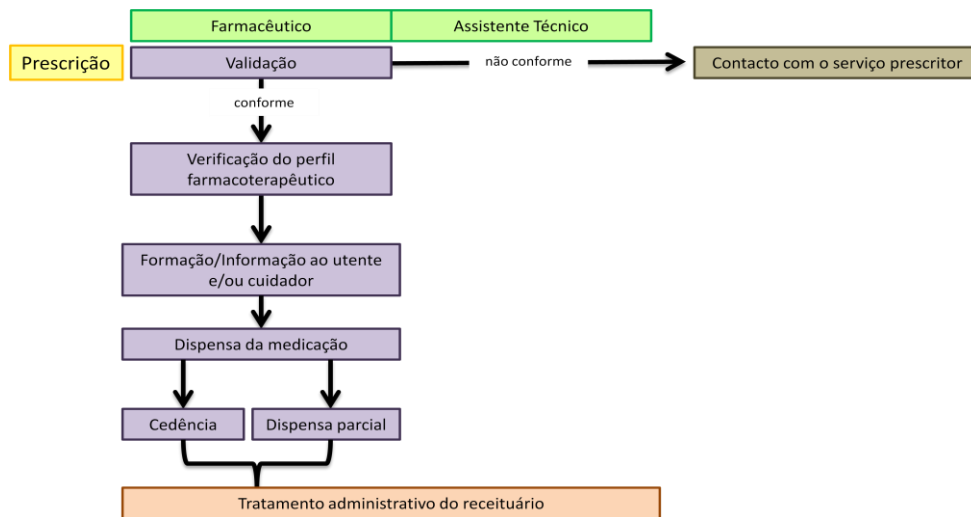 Farmacêutico
Assistente Técnico
Prescrição
Validação
não conforme
Contacto com o serviço prescritor
conforme
Verificação do perfil
farmacoterapêutico
Formação/Informação ao utente
e/ou cuidador
Dispensa da medicação
Cedência
Dispensa parcial
Tratamento administrativo do receituário